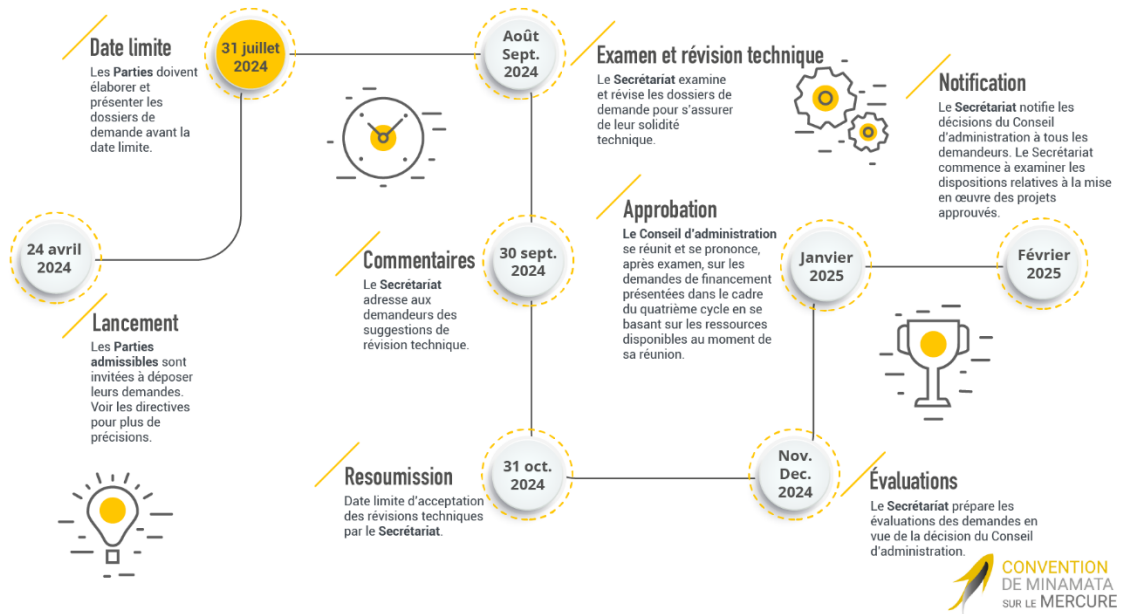 24 avril
2024
Lancement
Les Parties
admissibles sont
invitées à déposer
leurs demandes.
Voir les directives
pour plus de
précisions.
Date limite
Les Parties doivent
élaborer et
présenter les
dossiers de
demande avant la
date limite.
31 juillet
2024
Août
Sept.
2024
Examen et révision technique
Le Secrétariat examine
et révise les dossiers de
demande pour s'assurer
de leur solidité
technique.
Commentaires
Le Secrétariat
adresse aux
demandeurs des
suggestions de
révision technique.
30 sept.
2024
Resoumission
Date limite d'acceptation
des révisions techniques
par le Secrétariat.
31 oct.
2024
Nov.
Dec.
2024
Évaluations
Le Secrétariat prépare les
évaluations des demandes en
vue de la décision du Conseil
d'administration.
Approbation
Le Conseil d'administration
se réunit et se prononce,
après examen, sur les
demandes de financement
présentées dans le cadre
du quatrième cycle en se
basant sur les ressources
disponibles au moment de
sa réunion.
Janvier
2025
Notification
Le Secrétariat notifie les
décisions du Conseil
d'administration à tous les
demandeurs. Le Secrétariat
commence à examiner les
dispositions relatives à la mise
en œuvre des projets
approuvés.
Février
2025
CONVENTION
DE MINAMATA
SUR LE MERCURE